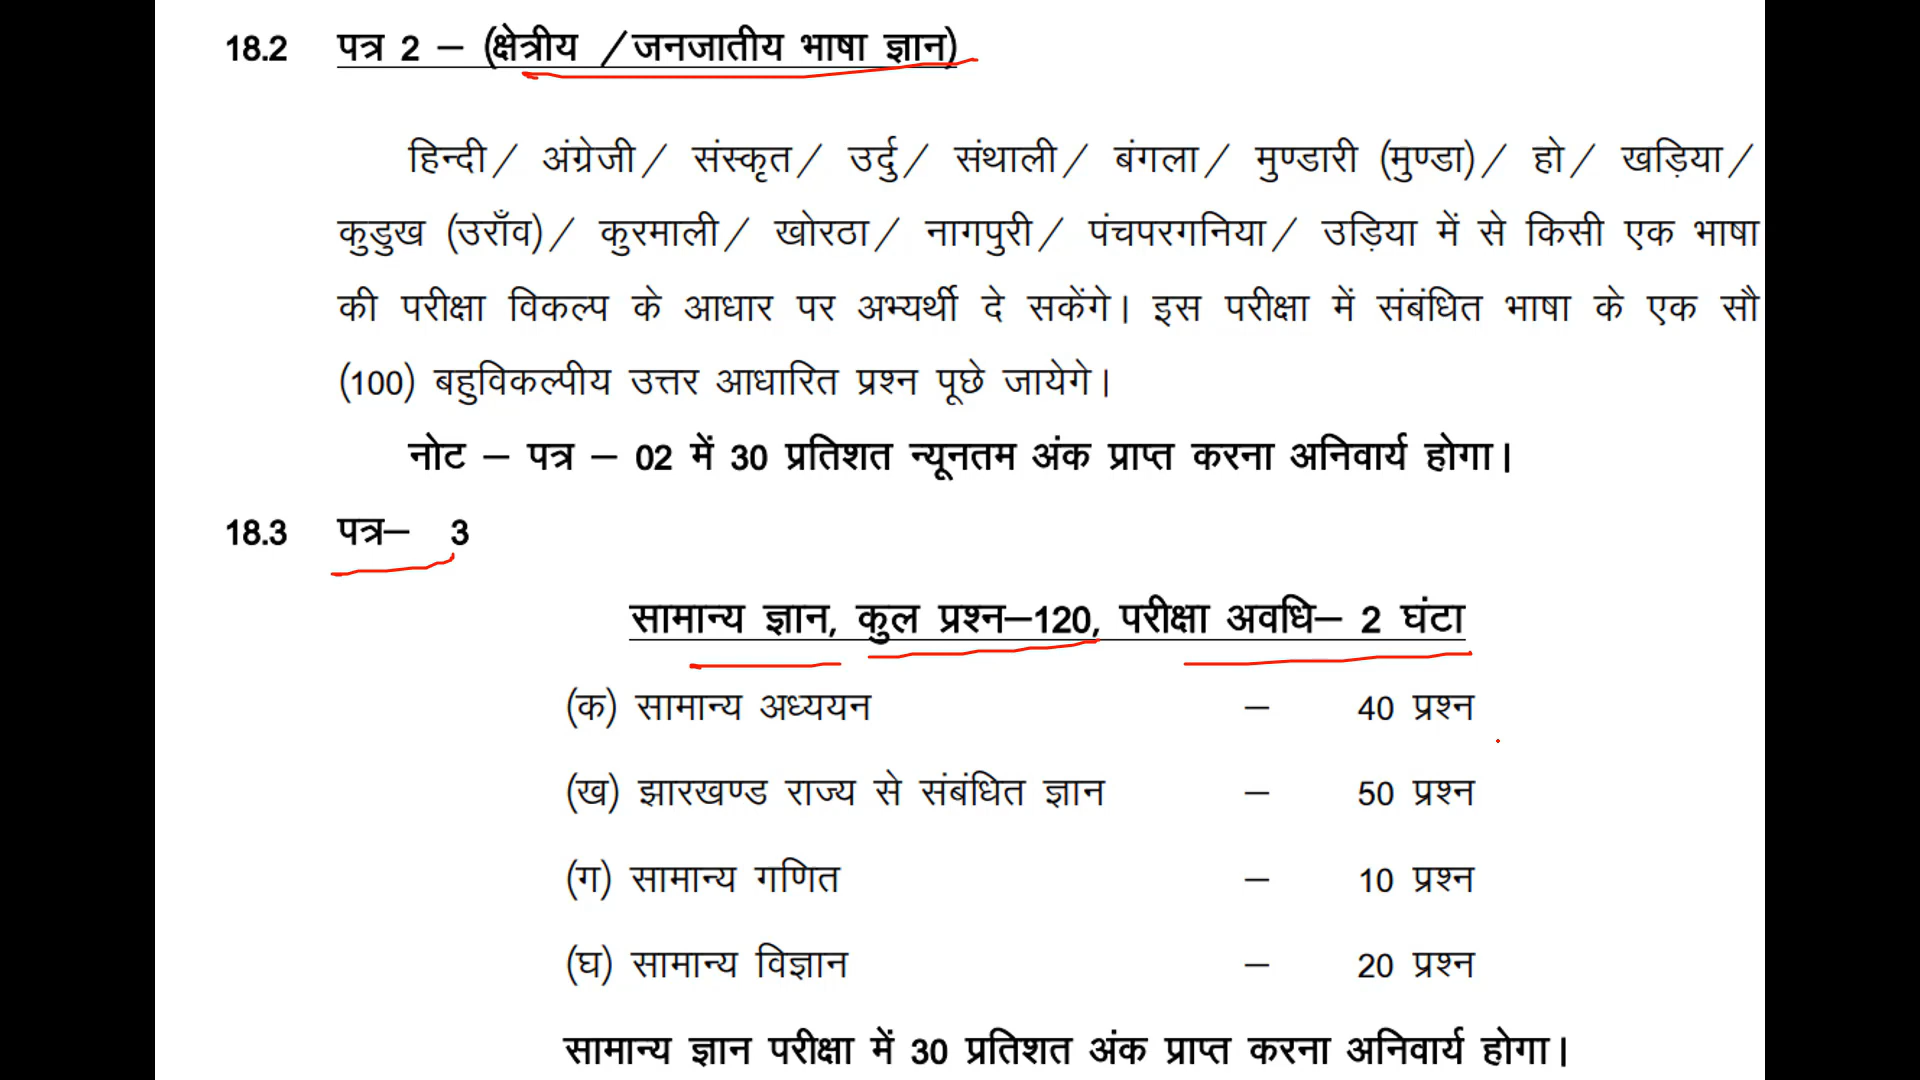 18.2 पत्र 2 – (क्षेत्रीय /जनजातीय भाषा ज्ञान)
हिन्दी/ अंग्रेजी/ संस्कृत/ उर्दु/ संथाली/ बंगला/ मुण्डारी (मुण्डा)/ हो/ खड़िया/
कुडुख (उराँव)/ कुरमाली/ खोरठा/ नागपुरी/ पंचपरगनिया/ उड़िया में से किसी एक भाषा
की परीक्षा विकल्प के आधार पर अभ्यर्थी दे सकेंगे। इस परीक्षा में संबंधित भाषा के एक सौ
(100) बहुविकल्पीय उत्तर आधारित प्रश्न पूछे जायेगे।
नोट – पत्र – 02 में 30 प्रतिशत न्यूनतम अंक प्राप्त करना अनिवार्य होगा।
18.3 पत्र– 3
सामान्य ज्ञान, कुल प्रश्न–120, परीक्षा अवधि– 2 घंटा
(क) सामान्य अध्ययन – 40 प्रश्न
(ख) झारखण्ड राज्य से संबंधित ज्ञान – 50 प्रश्न
(ग) सामान्य गणित – 10 प्रश्न
(घ) सामान्य विज्ञान – 20 प्रश्न
सामान्य ज्ञान परीक्षा में 30 प्रतिशत अंक प्राप्त करना अनिवार्य होगा।